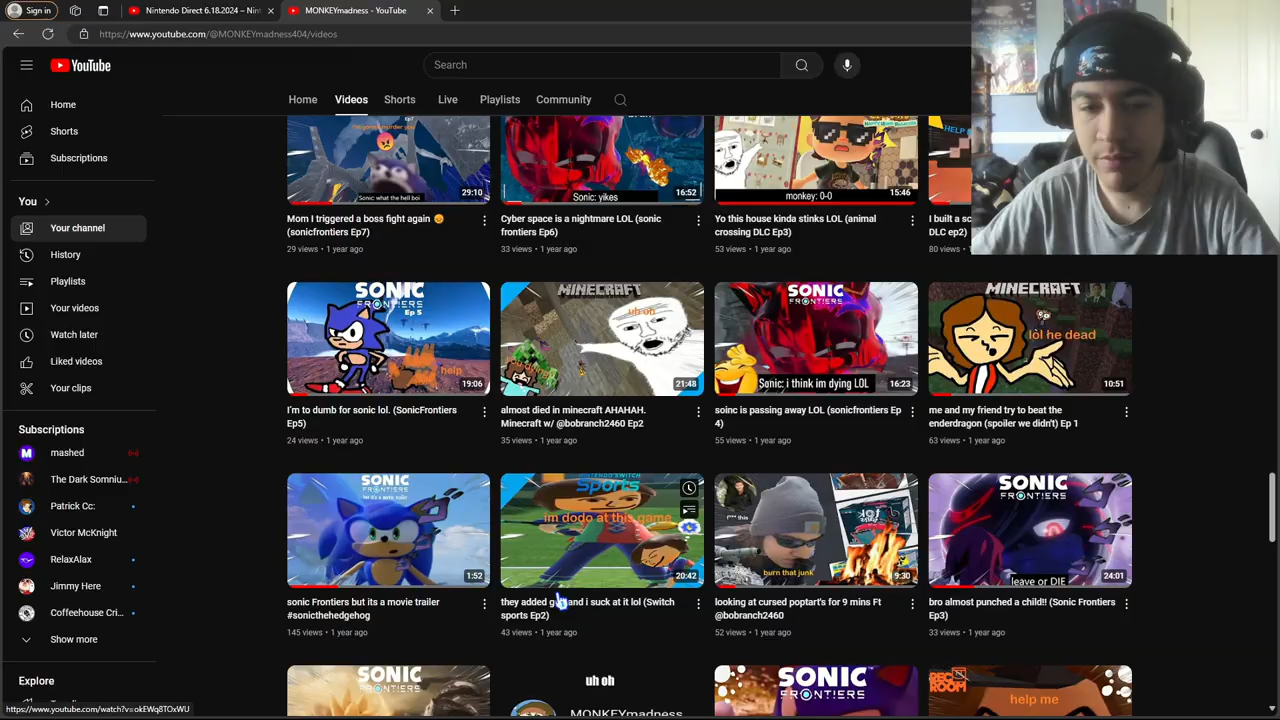 Sign in
Nintendo Direct 6.18.2024 – Nint
MONKEYmadness - YouTube
https://www.youtube.com/@MONKEYmadness404/videos
YouTube
Search
Home
Videos
Shorts
Live
Playlists
Community
Home
Shorts
Subscriptions
You
Your channel
History
Playlists
Your videos
Watch later
Liked videos
Your clips
Subscriptions
mashed
The Dark Somniu...
Patrick Cc:
Victor McKnight
RelaxAlax
Jimmy Here
Coffeehouse Cri...
Show more
Explore
https://www.youtube.com/watch?v=okEWq8TOxWU
Ep7
Sonic: what the hell boi
29:10
Mom I triggered a boss fight again 😡
(sonicfrontiers Ep7)
29 views • 1 year ago
Sonic: yikes
16:52
Cyber space is a nightmare LOL (sonic
frontiers Ep6)
53 views • 1 year ago
monkey: 0-0
15:46
Yo this house kinda stinks LOL (animal
crossing DLC Ep3)
53 views • 1 year ago
HELP
I built a sc
DLC ep2)
80 views
SONIC
FRONTIERS
Ep 5
help
19:06
I'm to dumb for sonic lol. (SonicFrontiers
Ep5)
24 views • 1 year ago
MINECRAFT
uh oh
21:48
almost died in minecraft AHAHAH.
Minecraft w/ @bobranch2460 Ep2
35 views • 1 year ago
SONIC
FRONTIERS
Sonic: i think im dying LOL
16:23
soinc is passing away LOL (sonicfrontiers Ep
4)
55 views • 1 year ago
MINECRAFT
lol he dead
10:51
me and my friend try to beat the
enderdragon (spoiler we didn't) Ep 1
63 views • 1 year ago
SONIC
FRONTIERS
1:52
sonic Frontiers but its a movie trailer
#sonicthehedgehog
145 views • 1 year ago
NINTENDO SWITCH
Sports
im dodo at this game
20:42
they added g and i suck at it lol (Switch
sports Ep2)
43 views • 1 year ago
f*** this
burn that junk
9:30
looking at cursed poptart's for 9 mins Ft
@bobranch2460
52 views • 1 year ago
SONIC
FRONTIERS
leave or DIE
24:01
bro almost punched a child!! (Sonic Frontiers
Ep3)
33 views • 1 year ago
SONIC
FRONTIERS
uh oh
MONKEYmadness
SONIC
FRONTIERS
REC
ROOM
help me